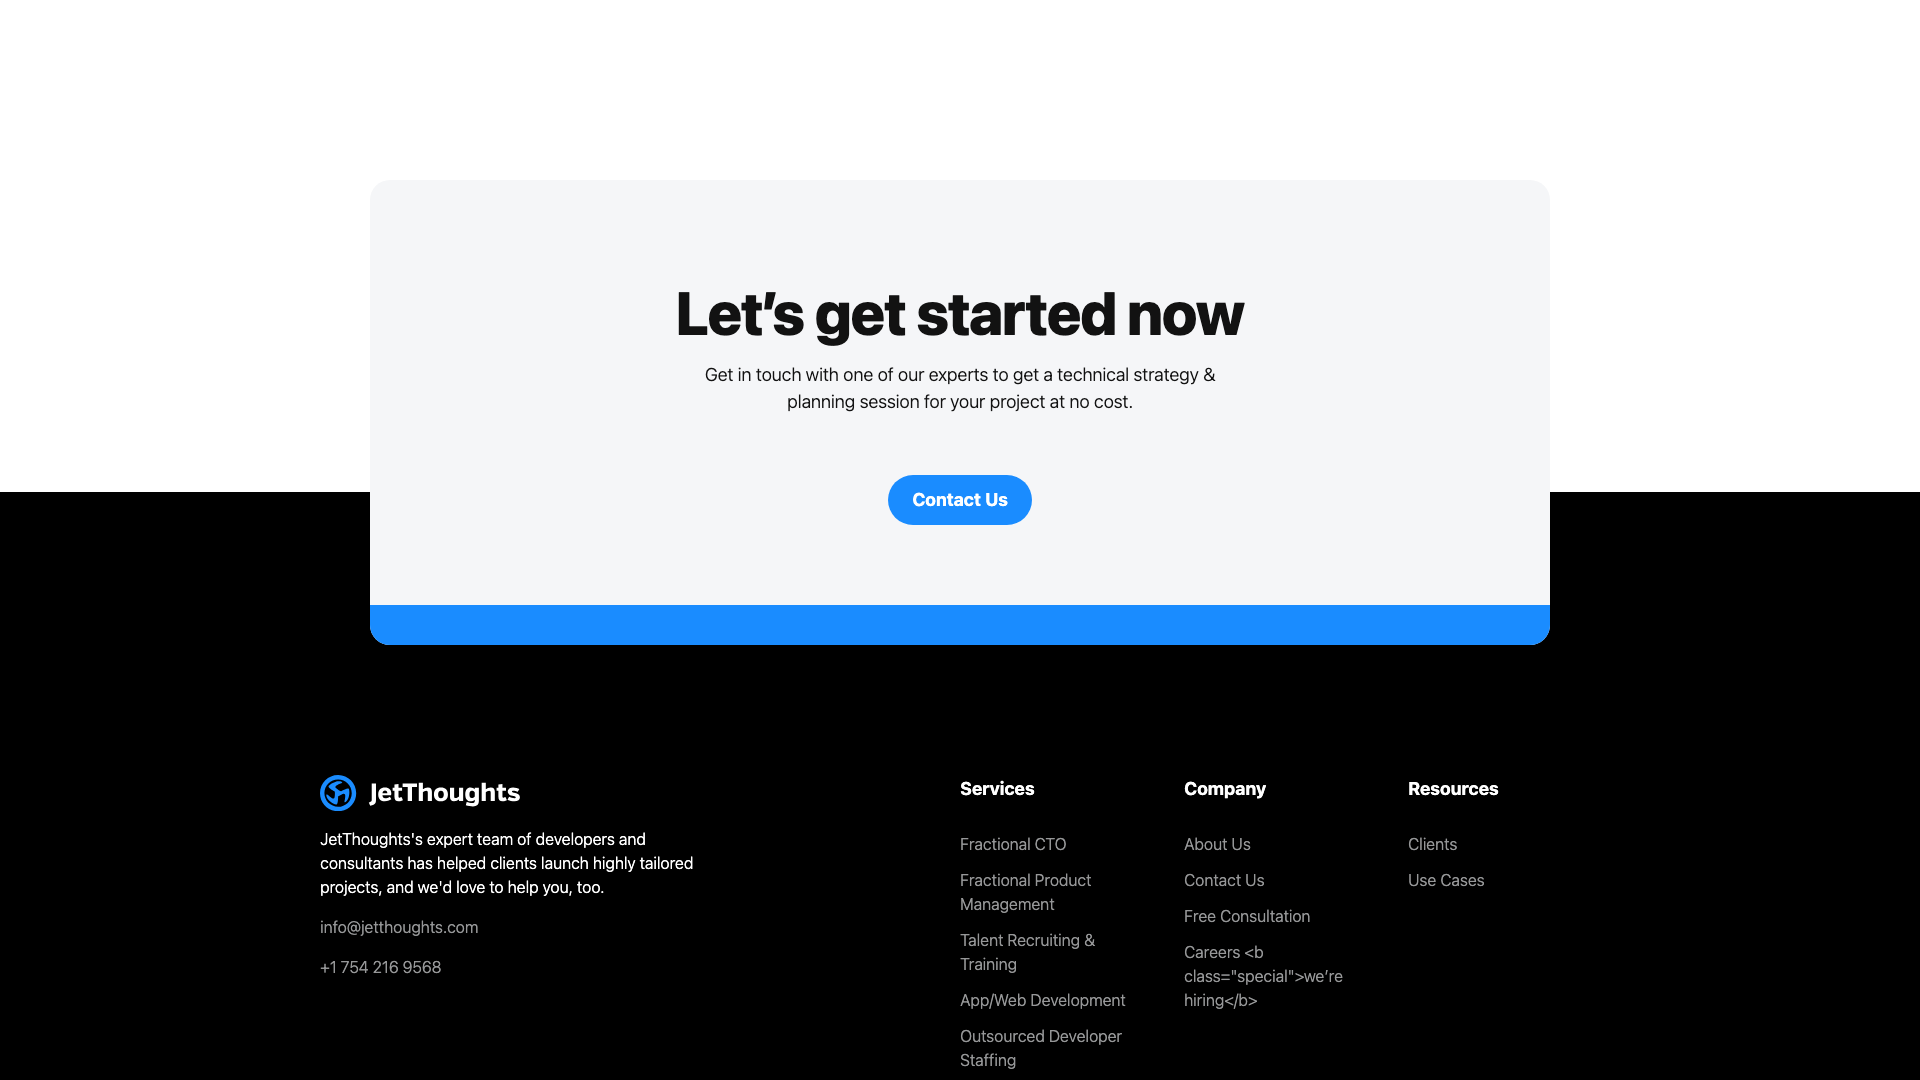 Let’s get started now
Get in touch with one of our experts to get a technical strategy &
planning session for your project at no cost.
Contact Us
JetThoughts
JetThoughts's expert team of developers and
consultants has helped clients launch highly tailored
projects, and we'd love to help you, too.
info@jetthoughts.com
+1 754 216 9568
Services
Fractional CTO
Fractional Product
Management
Talent Recruiting &
Training
App/Web Development
Outsourced Developer
Staffing
Company
About Us
Contact Us
Free Consultation
Careers <b
class="special">we’re
hiring</b>
Resources
Clients
Use Cases